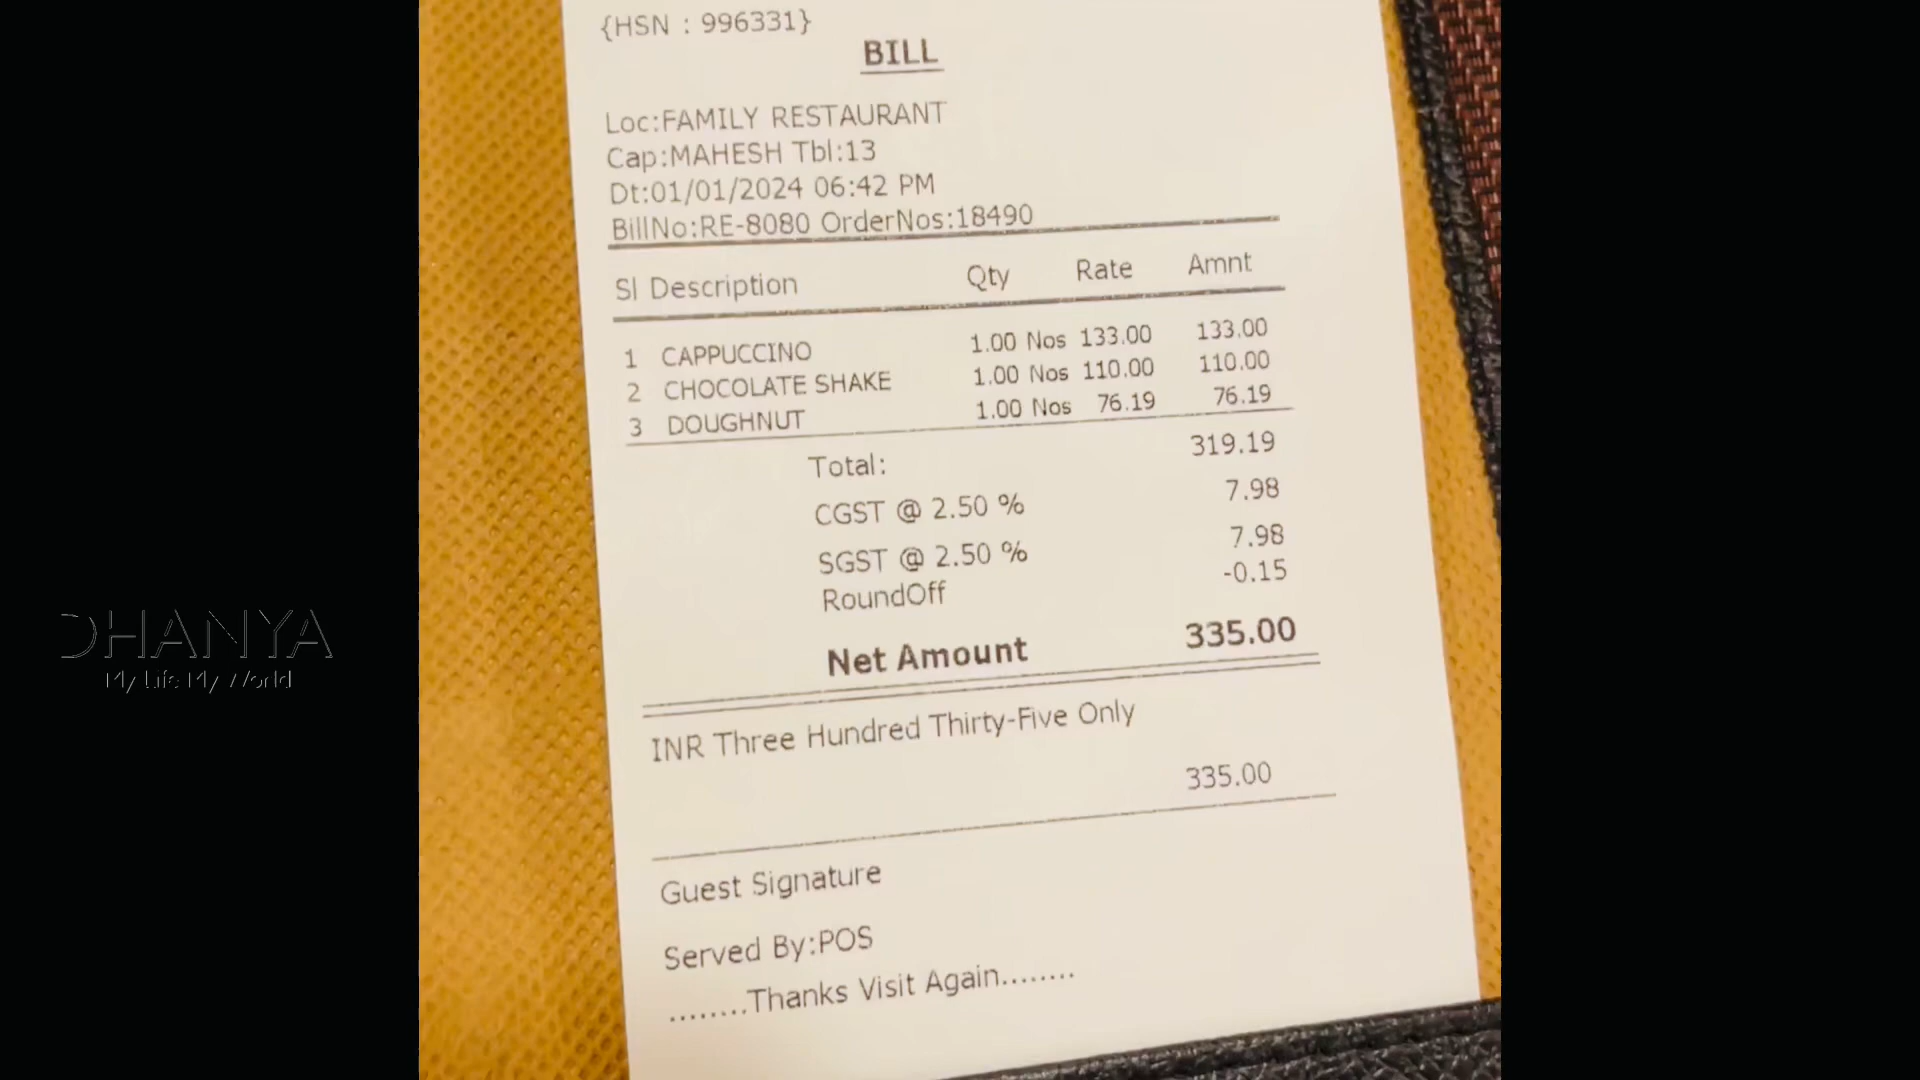 {HSN : 996331}
BILL
Loc:FAMILY RESTAURANT
Cap:MAHESH Tbl:13
Dt:01/01/2024 06:42 PM
BillNo:RE-8080 OrderNos:18490
Sl Description Qty Rate Amnt
1 CAPPUCCINO 1.00 Nos 133.00 133.00
2 CHOCOLATE SHAKE 1.00 Nos 110.00 110.00
3 DOUGHNUT 1.00 Nos 76.19 76.19
Total: 319.19
CGST @ 2.50 % 7.98
SGST @ 2.50 % 7.98
RoundOff -0.15
Net Amount 335.00
INR Three Hundred Thirty-Five Only
335.00
Guest Signature
Served By:POS
........Thanks Visit Again........
DHANYA
My Life My World